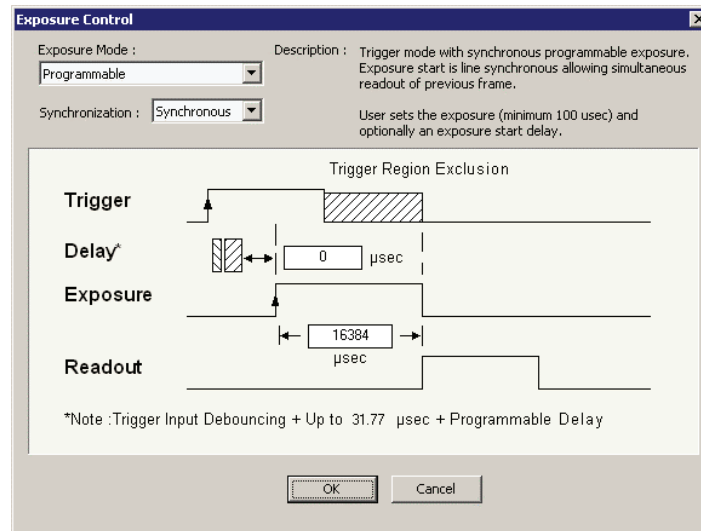 Exposure Control
Exposure Mode :
Programmable
Synchronization : Synchronous
Description : Trigger mode with synchronous programmable exposure.
Exposure start is line synchronous allowing simultaneous
readout of previous frame.
User sets the exposure (minimum 100 usec) and
optionally an exposure start delay.
Trigger Region Exclusion
Trigger
Delay*
0 µsec
Exposure
16384
µsec
Readout
*Note :Trigger Input Debouncing + Up to 31.77 µsec + Programmable Delay
OK
Cancel